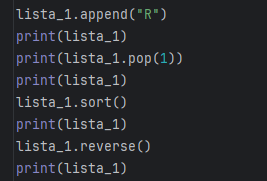 lista_1.append("R")
print(lista_1)
print(lista_1.pop(1))
print(lista_1)
lista_1.sort()
print(lista_1)
lista_1.reverse()
print(lista_1)